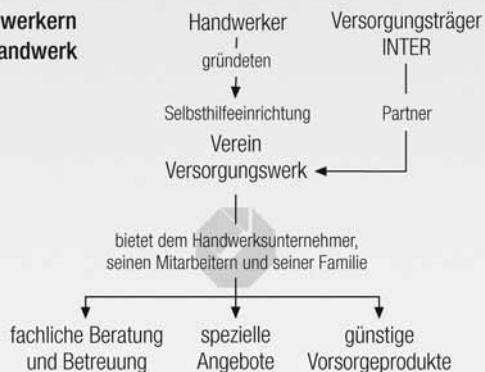 werkern
andwerk
Handwerker
gründeten
Selbsthilfeeinrichtung
Verein
Versorgungswerk
Versorgungsträger
INTER
Partner
bietet dem Handwerksunternehmer,
seinen Mitarbeitern und seiner Familie
fachliche Beratung
und Betreuung
spezielle
Angebote
günstige
Vorsorgeprodukte